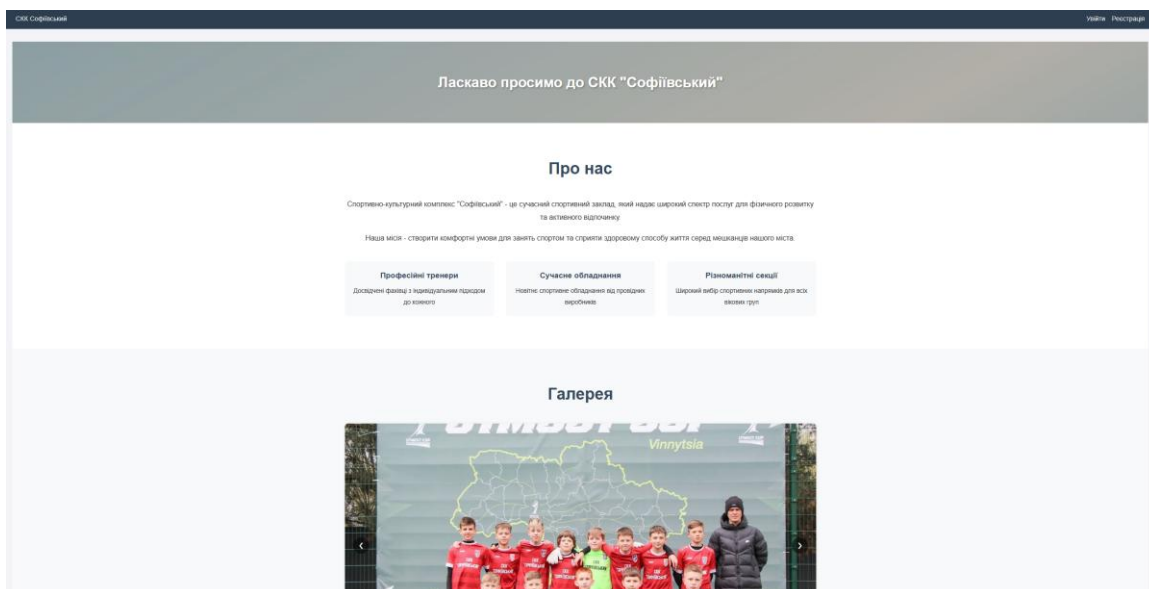 СКК Софіївський
Увійти Реєстрація
Ласкаво просимо до СКК "Софіївський"
Про нас
Спортивно-культурний комплекс "Софіївський" - це сучасний спортивний заклад, який надає широкий спектр послуг для фізичного розвитку
та активного відпочинку
Наша місія - створити комфортні умови для занять спортом та сприяти здоровому способу життя серед мешканців нашого міста.
Професійні тренери
Досвідчені фахівці з індивідуальним підходом
до кожного
Сучасне обладнання
Новітнє спортивне обладнання від провідних
виробників
Різноманітні секції
Широкий вибір спортивних напрямків для всіх
вікових груп
Галерея
Vinnytsia